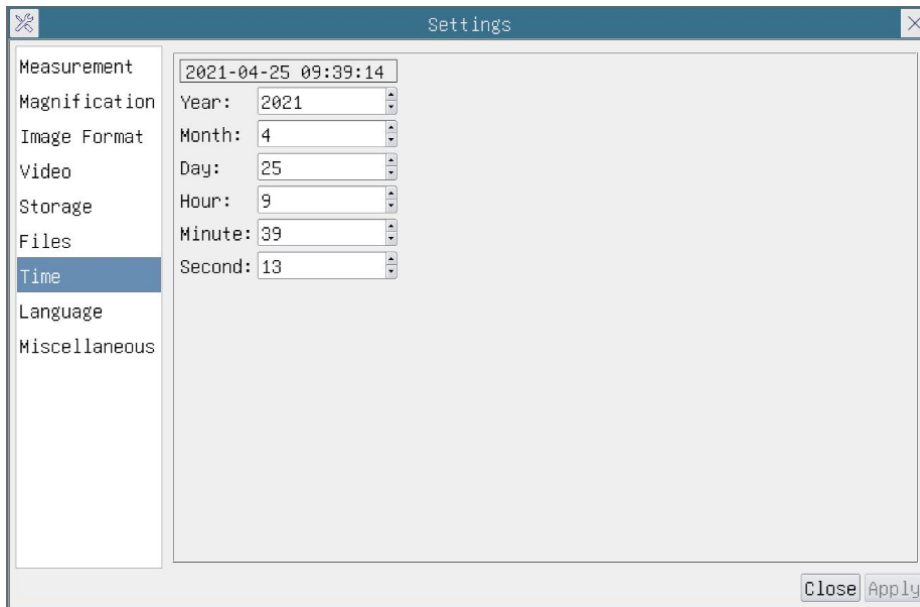 Settings
Measurement
Magnification
Image Format
Video
Storage
Files
Time
Language
Miscellaneous
2021-04-25 09:39:14
Year: 2021
Month: 4
Day: 25
Hour: 9
Minute: 39
Second: 13
Close Apply